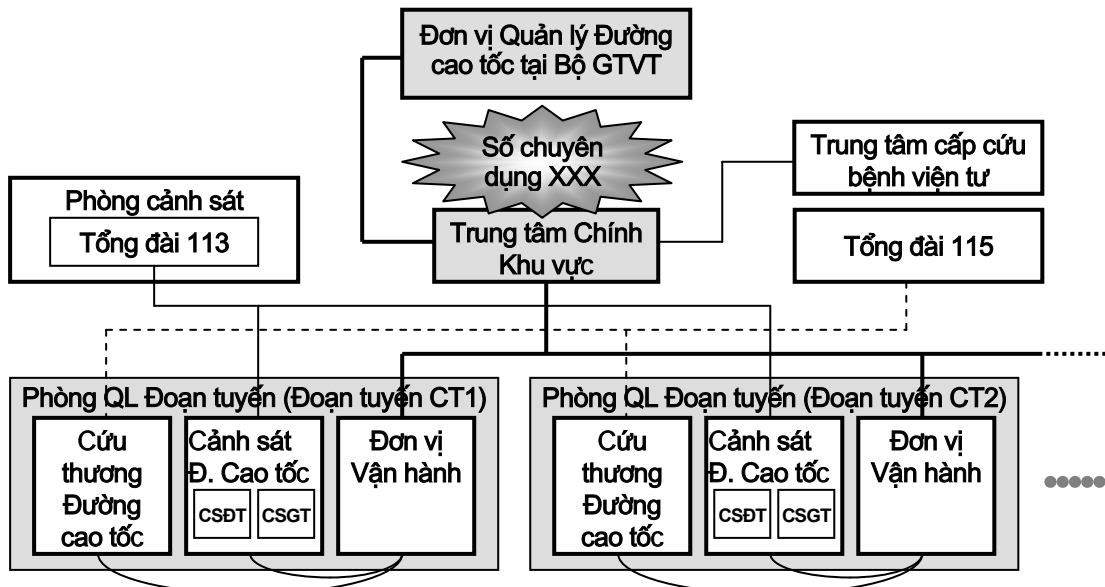 Đơn vị Quản lý Đường
cao tốc tại Bộ GTVT
Số chuyên
dụng XXX
Trung tâm cấp cứu
bệnh viện tư
Phòng cảnh sát
Tổng đài 113
Trung tâm Chính
Khu vực
Tổng đài 115
Phòng QL Đoạn tuyến (Đoạn tuyến CT1)
Cứu
thương
Đường
cao tốc
Cảnh sát
Đ. Cao tốc
CSĐT
CSGT
Đơn vị
Vận hành
Phòng QL Đoạn tuyến (Đoạn tuyến CT2)
Cứu
thương
Đường
cao tốc
Cảnh sát
Đ. Cao tốc
CSĐT
CSGT
Đơn vị
Vận hành